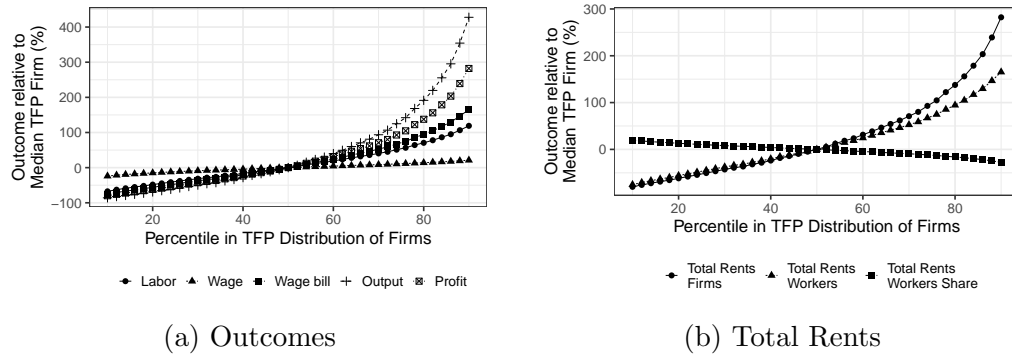 Outcome relative to
Median TFP Firm (%)
400
300
200
100
0
−100
20
40
60
80
Percentile in TFP Distribution of Firms
Labor
Wage
Wage bill
Output
Profit
(a) Outcomes
Outcome relative to
Median TFP Firm (%)
300
200
100
0
20
40
60
80
Percentile in TFP Distribution of Firms
Total Rents
Firms
Total Rents
Workers
Total Rents
Workers Share
(b) Total Rents